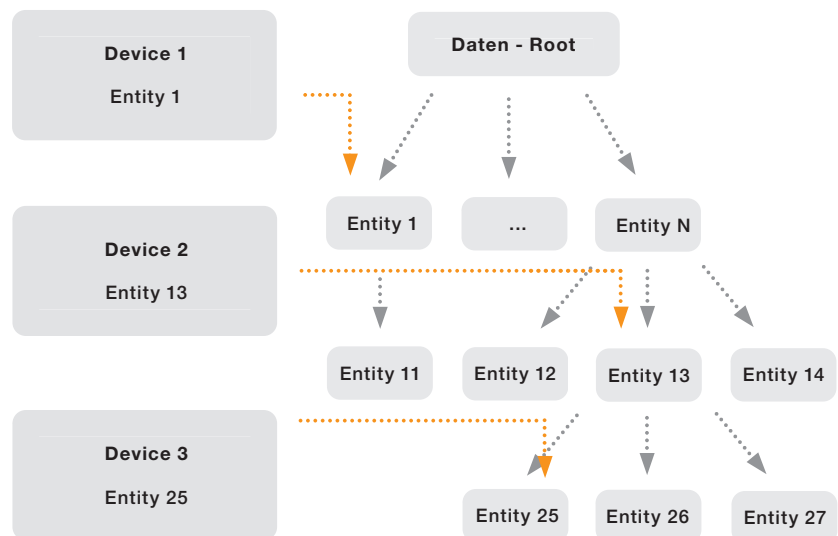 Device 1
Entity 1
Daten - Root
Entity 1
...
Entity N
Device 2
Entity 13
Entity 11
Entity 12
Entity 13
Entity 14
Device 3
Entity 25
Entity 25
Entity 26
Entity 27